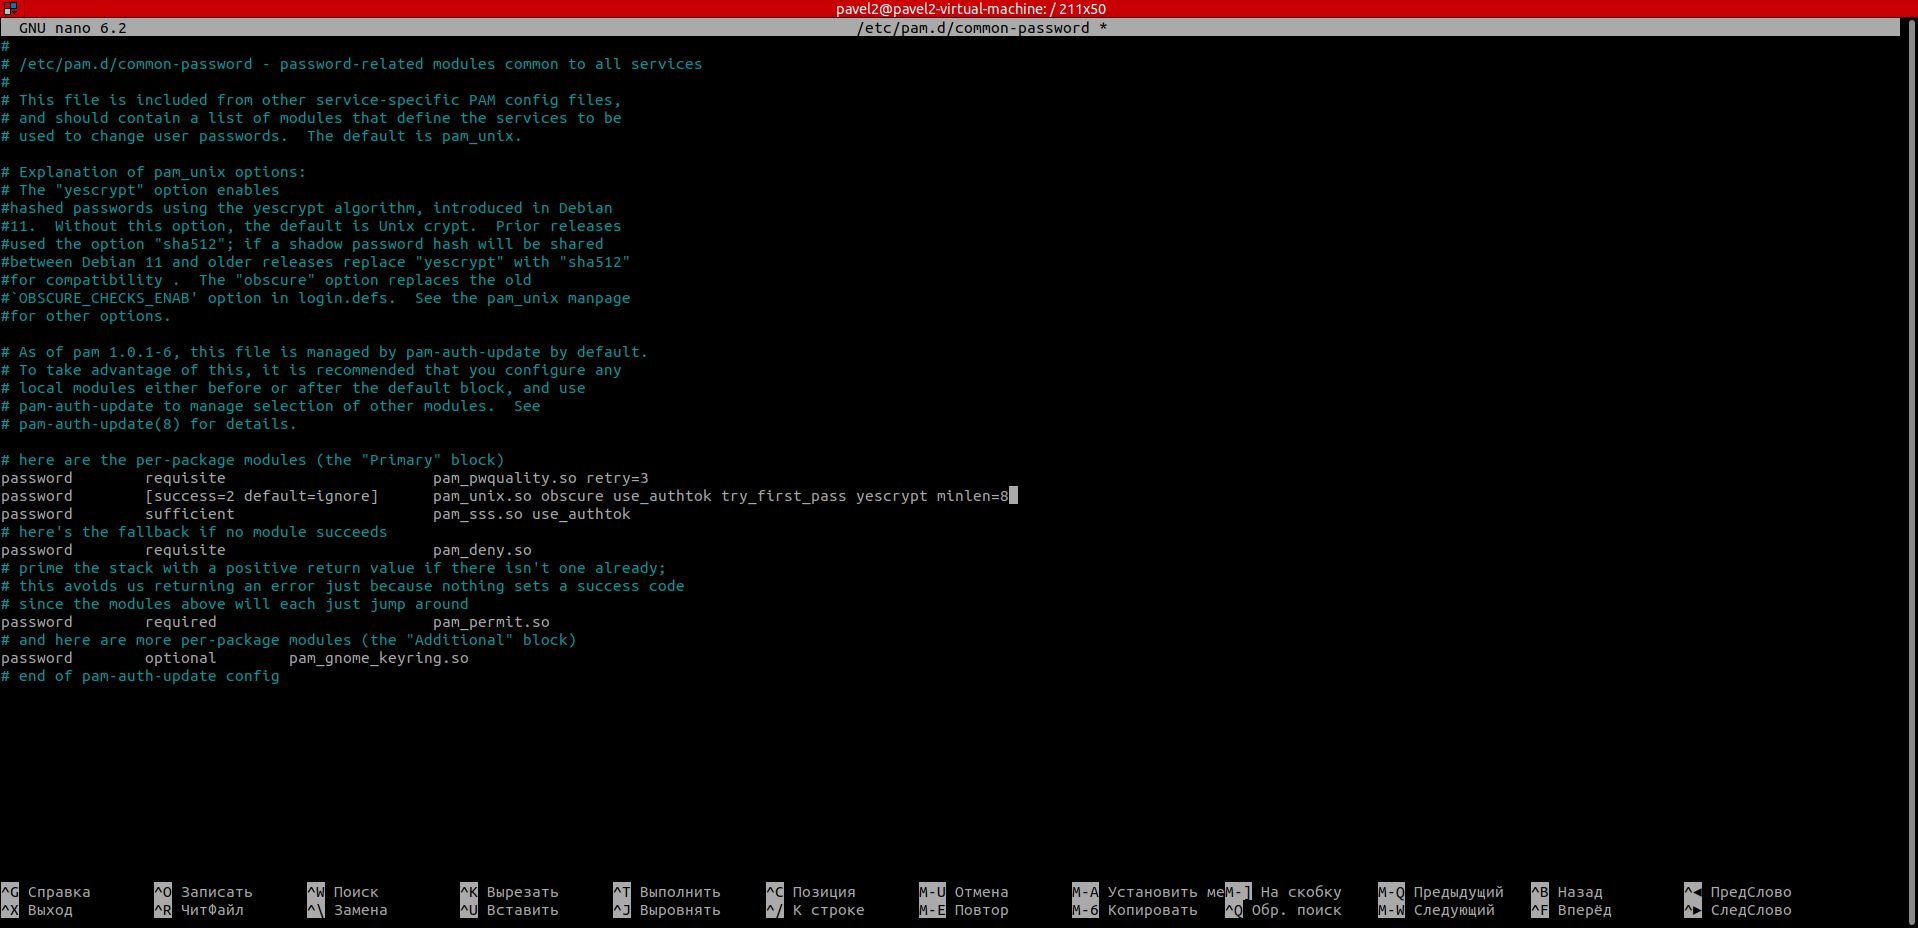 pavel2@pavel2-virtual-machine: / 211x50
GNU nano 6.2 /etc/pam.d/common-password *
#
# /etc/pam.d/common-password - password-related modules common to all services
#
# This file is included from other service-specific PAM config files,
# and should contain a list of modules that define the services to be
# used to change user passwords.  The default is pam_unix.
# Explanation of pam_unix options:
# The "yescrypt" option enables
#hashed passwords using the yescrypt algorithm, introduced in Debian
#11.  Without this option, the default is Unix crypt.  Prior releases
#used the option "sha512"; if a shadow password hash will be shared
#between Debian 11 and older releases replace "yescrypt" with "sha512"
#for compatibility .  The "obscure" option replaces the old
#`OBSCURE_CHECKS_ENAB' option in login.defs.  See the pam_unix manpage
#for other options.
# As of pam 1.0.1-6, this file is managed by pam-auth-update by default.
# To take advantage of this, it is recommended that you configure any
# local modules either before or after the default block, and use
# pam-auth-update to manage selection of other modules.  See
# pam-auth-update(8) for details.
# here are the per-package modules (the "Primary" block)
password        requisite                       pam_pwquality.so retry=3
password        [success=2 default=ignore]      pam_unix.so obscure use_authtok try_first_pass yescrypt minlen=8
password        sufficient                      pam_sss.so use_authtok
# here's the fallback if no module succeeds
password        requisite                       pam_deny.so
# prime the stack with a positive return value if there isn't one already;
# this avoids us returning an error just because nothing sets a success code
# since the modules above will each just jump around
password        required                        pam_permit.so
# and here are more per-package modules (the "Additional" block)
password        optional        pam_gnome_keyring.so
# end of pam-auth-update config
^G Справка ^O Записать ^W Поиск ^K Вырезать ^T Выполнить ^C Позиция M-U Отмена M-A Установить меM-] На скобку M-Q Предыдущий ^B Назад ^◄ ПредСлово
^X Выход ^R ЧитФайл ^\ Замена ^U Вставить ^J Выровнять ^/ К строке M-E Повтор M-6 Копировать ^Q Обр. поиск M-W Следующий ^F Вперёд ^► СледСлово